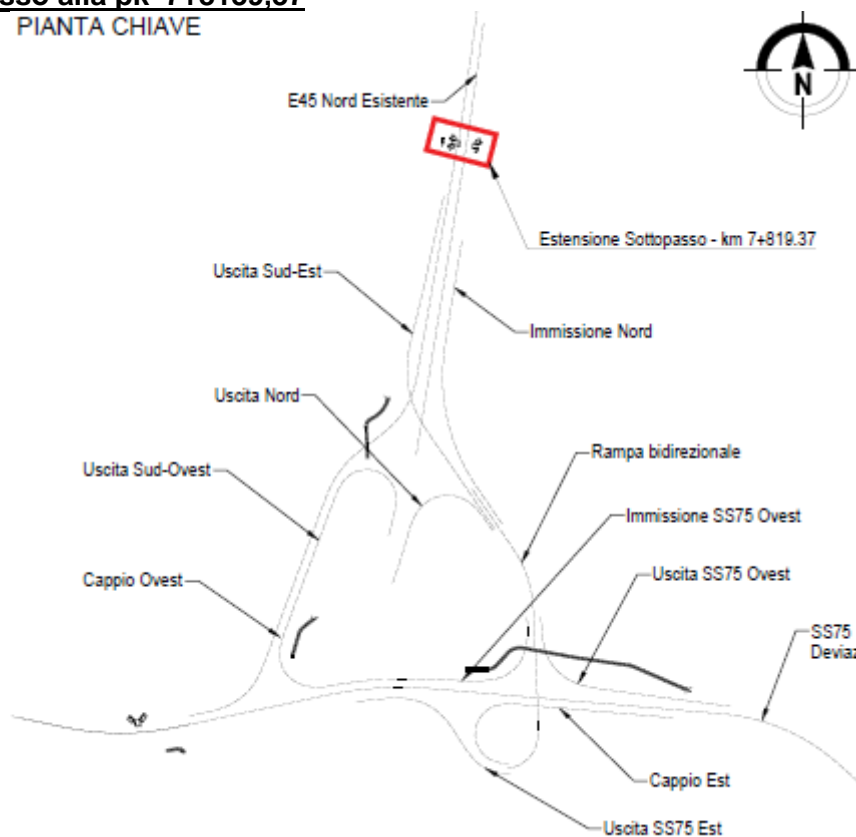 PIANTA CHIAVE
N
E45 Nord Esistente
Estensione Sottopasso - km 7+819.37
Uscita Sud-Est
Immissione Nord
Uscita Nord
Rampa bidirezionale
Uscita Sud-Ovest
Immissione SS75 Ovest
Uscita SS75 Ovest
Cappio Ovest
SS75
Cappio Est
Uscita SS75 Est